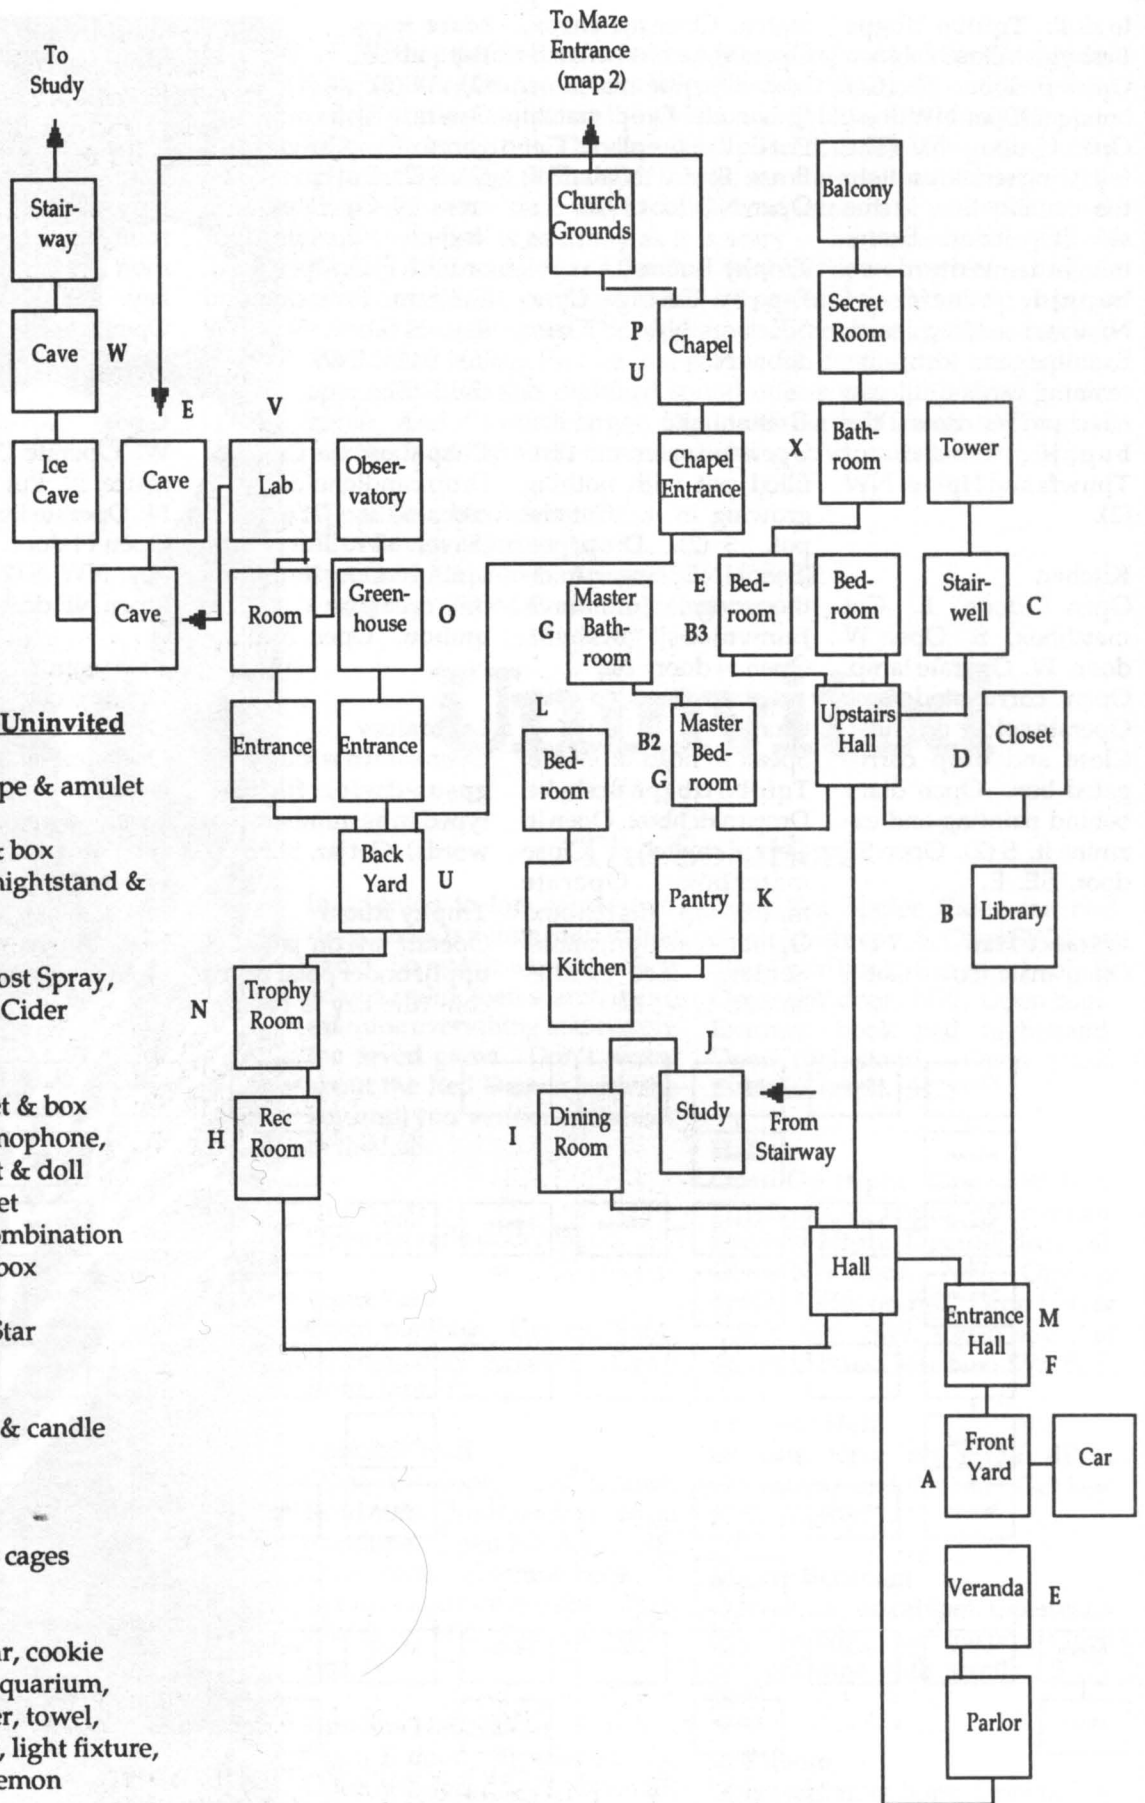 To Maze
Entrance
(map 2)
To
Study
Stair-
way
Church
Grounds
Balcony
Cave
W
P
U
Chapel
Secret
Room
E
V
Ice
Cave
Cave
Lab
Obser-
vatory
Chapel
Entrance
X
Bath-
room
Tower
Cave
Room
Green-
house
O
Master
Bath-
room
G
E
B3
Bed-
room
Bed-
room
Stair-
well
C
Uninvited
Entrance
Entrance
L
Bed-
room
B2
G
Master
Bed-
room
Upstairs
Hall
D
Closet
pe & amulet
box
nightstand &
Back
Yard
U
Pantry
K
B
Library
ost Spray,
Cider
N
Trophy
Room
Kitchen
J
et & box
nophone,
t & doll
et
ombination
box
H
Rec
Room
I
Dining
Room
Study
From
Stairway
Hall
Star
Entrance
Hall
M
F
& candle
A
Front
Yard
Car
cages
Veranda
E
ar, cookie
quarium,
er, towel,
, light fixture,
emon
Parlor